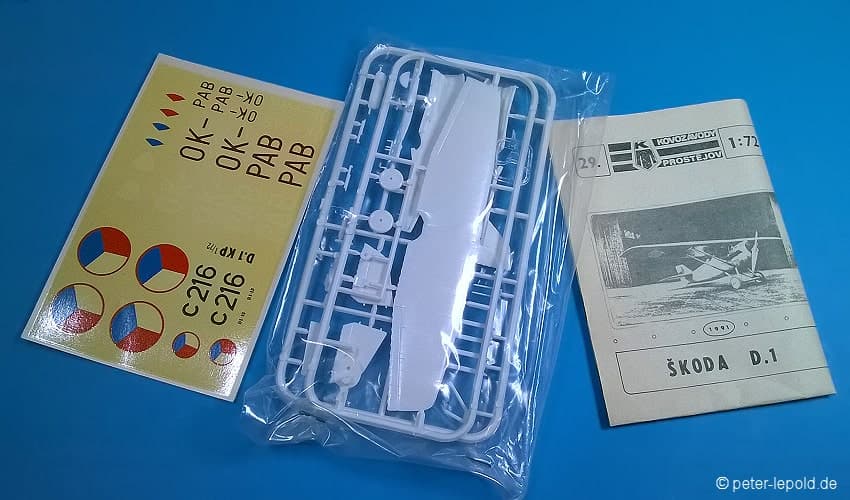 OK-PAB
OK-PAB
OK-PAB
OK-PAB
D.1 KP 1/72
C216
C216
29.
K
KOVOZÁVODY
PROSTĚJOV
1:72
1991
ŠKODA D.1
© peter-lepold.de